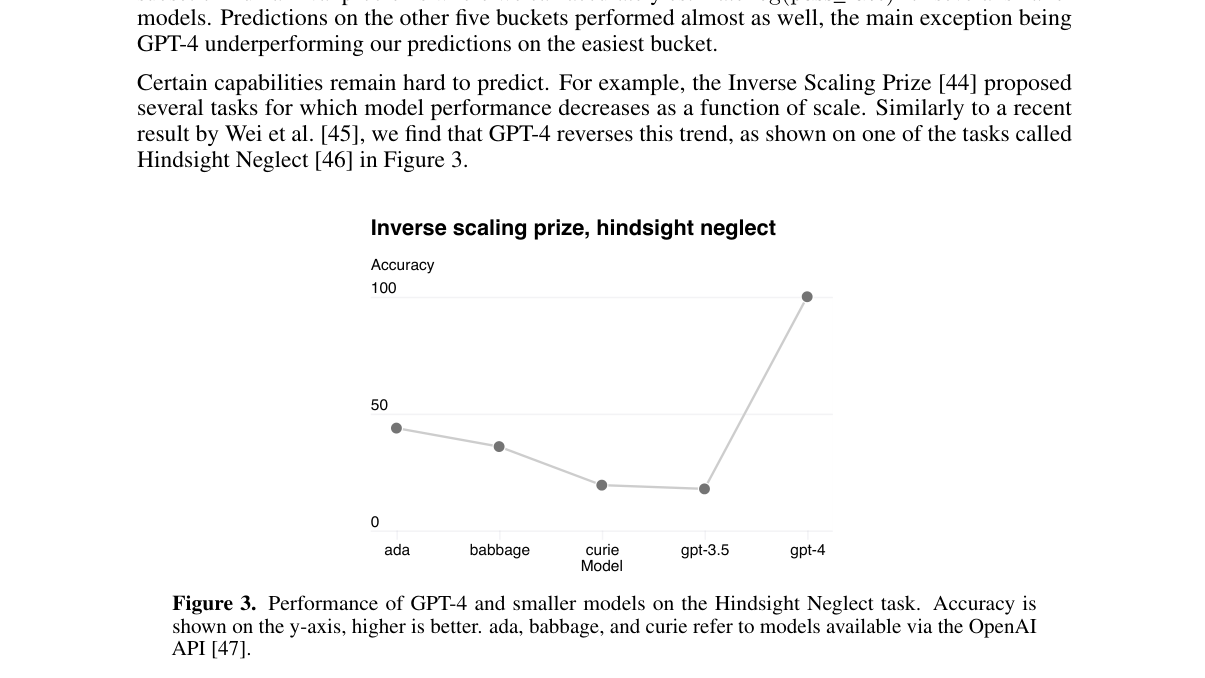 models. Predictions on the other five buckets performed almost as well, the main exception being
GPT-4 underperforming our predictions on the easiest bucket.
Certain capabilities remain hard to predict. For example, the Inverse Scaling Prize [44] proposed
several tasks for which model performance decreases as a function of scale. Similarly to a recent
result by Wei et al. [45], we find that GPT-4 reverses this trend, as shown on one of the tasks called
Hindsight Neglect [46] in Figure 3.
Inverse scaling prize, hindsight neglect
Accuracy
100
50
0
ada babbage curie gpt-3.5 gpt-4
Model
Figure 3. Performance of GPT-4 and smaller models on the Hindsight Neglect task. Accuracy is
shown on the y-axis, higher is better. ada, babbage, and curie refer to models available via the OpenAI
API [47].